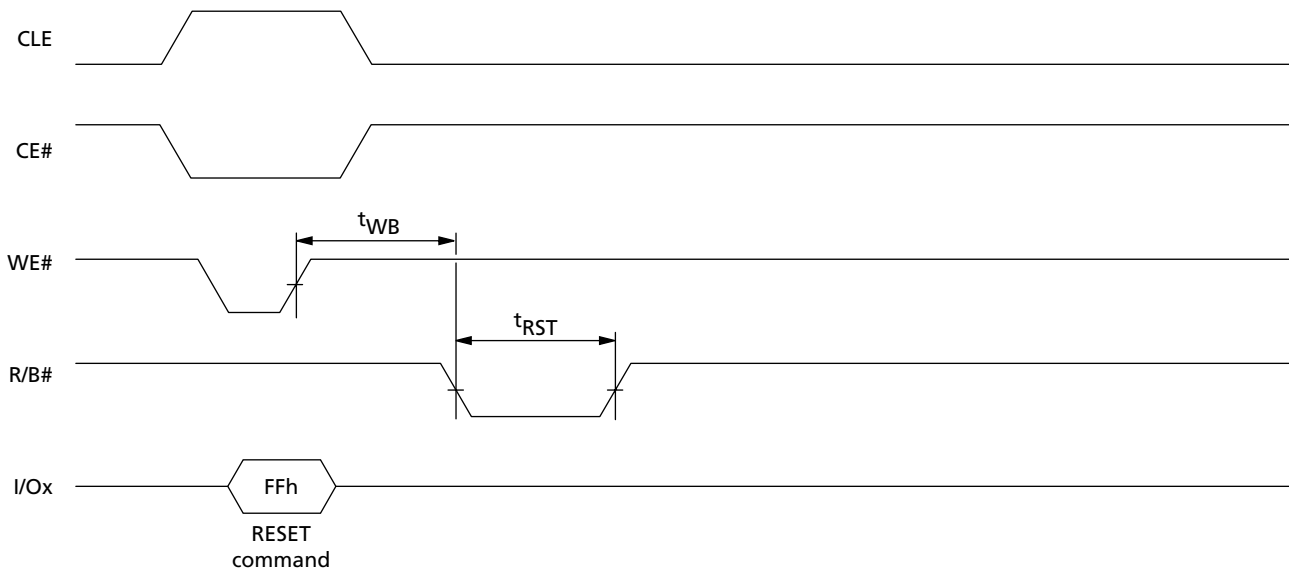 CLE
CE#
tWB
WE#
tRST
R/B#
I/Ox
FFh
RESET
command